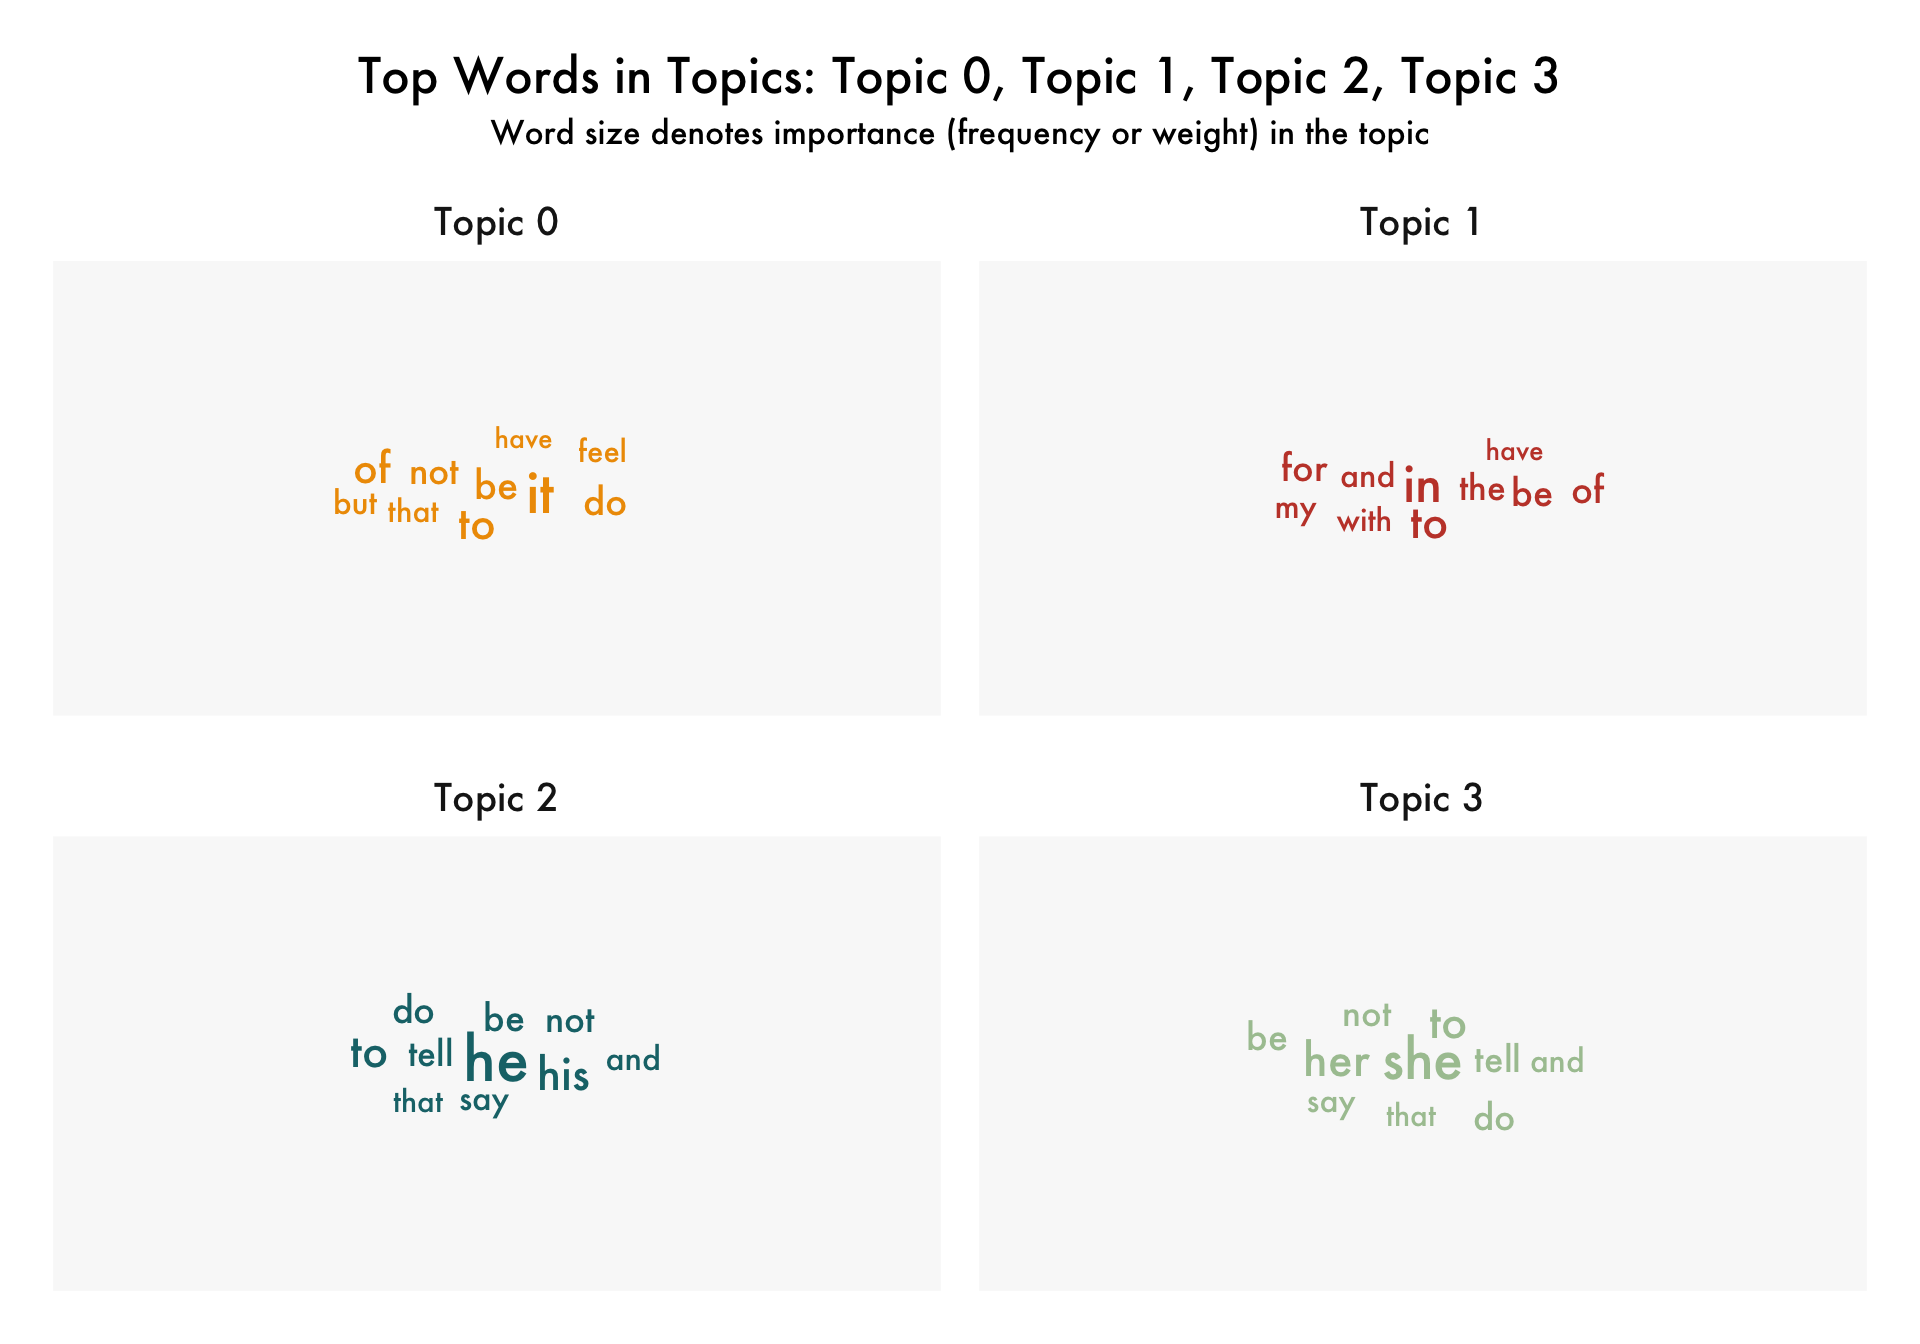 Top Words in Topics: Topic 0, Topic 1, Topic 2, Topic 3
Word size denotes importance (frequency or weight) in the topic
Topic 0
have feel
of not be it do
but that to
Topic 1
have
for and in the be of
my with to
Topic 2
do be not
to tell he his and
that say
Topic 3
not to
be her she tell and
say that do